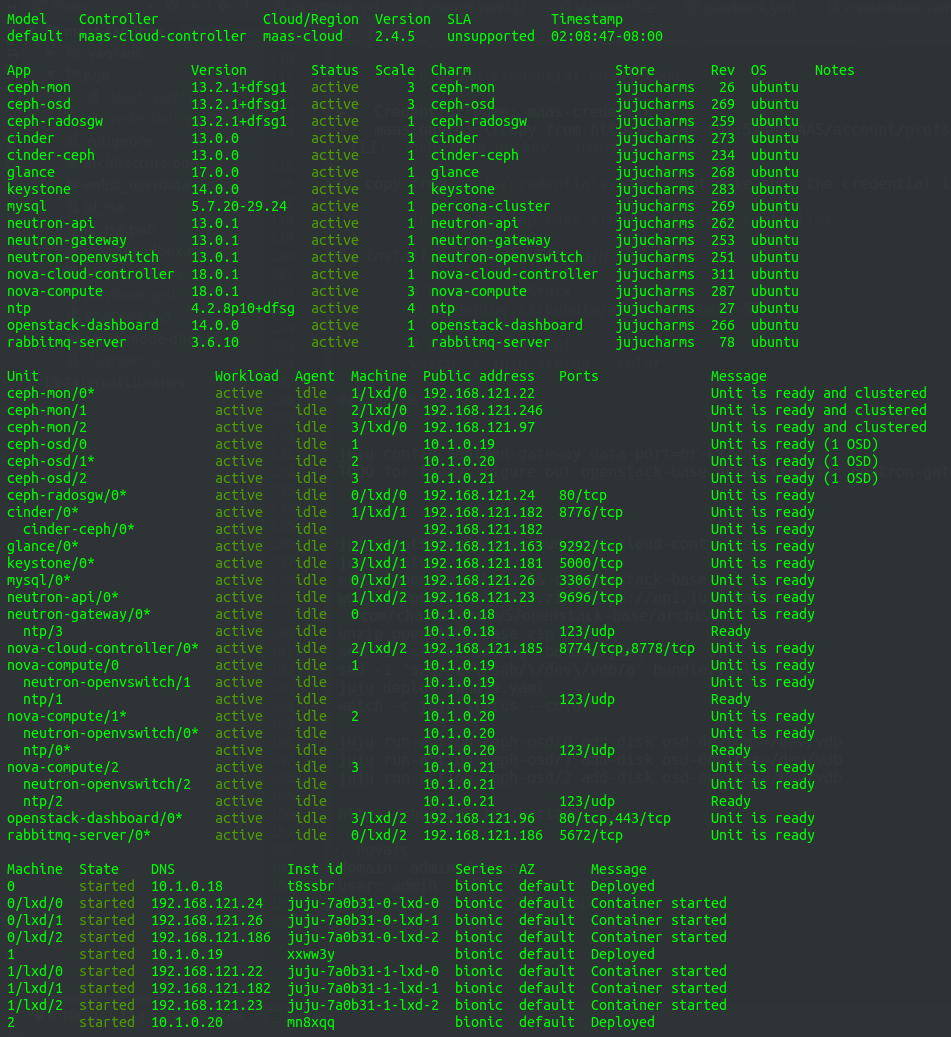 Model    Controller             Cloud/Region  Version  SLA          Timestamp
default  maas-cloud-controller  maas-cloud    2.4.5    unsupported  02:08:47-08:00
App                    Version        Status  Scale  Charm                  Store       Rev  OS      Notes
ceph-mon               13.2.1+dfsg1   active      3  ceph-mon               jujucharms   26  ubuntu
ceph-osd               13.2.1+dfsg1   active      3  ceph-osd               jujucharms  269  ubuntu
ceph-radosgw           13.2.1+dfsg1   active      1  ceph-radosgw           jujucharms  259  ubuntu
cinder                 13.0.0         active      1  cinder                 jujucharms  273  ubuntu
cinder-ceph            13.0.0         active      1  cinder-ceph            jujucharms  234  ubuntu
glance                 17.0.0         active      1  glance                 jujucharms  268  ubuntu
keystone               14.0.0         active      1  keystone               jujucharms  283  ubuntu
mysql                  5.7.20-29.24   active      1  percona-cluster        jujucharms  269  ubuntu
neutron-api            13.0.1         active      1  neutron-api            jujucharms  262  ubuntu
neutron-gateway        13.0.1         active      1  neutron-gateway        jujucharms  253  ubuntu
neutron-openvswitch    13.0.1         active      3  neutron-openvswitch    jujucharms  251  ubuntu
nova-cloud-controller  18.0.1         active      1  nova-cloud-controller  jujucharms  311  ubuntu
nova-compute           18.0.1         active      3  nova-compute           jujucharms  287  ubuntu
ntp                    4.2.8p10+dfsg  active      4  ntp                    jujucharms   27  ubuntu
openstack-dashboard    14.0.0         active      1  openstack-dashboard    jujucharms  266  ubuntu
rabbitmq-server        3.6.10         active      1  rabbitmq-server        jujucharms   78  ubuntu
Unit                      Workload  Agent  Machine  Public address   Ports              Message
ceph-mon/0*               active    idle   1/lxd/0  192.168.121.22                      Unit is ready and clustered
ceph-mon/1                active    idle   2/lxd/0  192.168.121.246                     Unit is ready and clustered
ceph-mon/2                active    idle   3/lxd/0  192.168.121.97                      Unit is ready and clustered
ceph-osd/0                active    idle   1        10.1.0.19                           Unit is ready (1 OSD)
ceph-osd/1*               active    idle   2        10.1.0.20                           Unit is ready (1 OSD)
ceph-osd/2                active    idle   3        10.1.0.21                           Unit is ready (1 OSD)
ceph-radosgw/0*           active    idle   0/lxd/0  192.168.121.24   80/tcp             Unit is ready
cinder/0*                 active    idle   1/lxd/1  192.168.121.182  8776/tcp           Unit is ready
  cinder-ceph/0*          active    idle            192.168.121.182                     Unit is ready
glance/0*                 active    idle   2/lxd/1  192.168.121.163  9292/tcp           Unit is ready
keystone/0*               active    idle   3/lxd/1  192.168.121.181  5000/tcp           Unit is ready
mysql/0*                  active    idle   0/lxd/1  192.168.121.26   3306/tcp           Unit is ready
neutron-api/0*            active    idle   1/lxd/2  192.168.121.23   9696/tcp           Unit is ready
neutron-gateway/0*        active    idle   0        10.1.0.18                           Unit is ready
  ntp/3                   active    idle            10.1.0.18        123/udp            Ready
nova-cloud-controller/0*  active    idle   2/lxd/2  192.168.121.185  8774/tcp,8778/tcp  Unit is ready
nova-compute/0            active    idle   1        10.1.0.19                           Unit is ready
  neutron-openvswitch/1   active    idle            10.1.0.19                           Unit is ready
  ntp/1                   active    idle            10.1.0.19        123/udp            Ready
nova-compute/1*           active    idle   2        10.1.0.20                           Unit is ready
  neutron-openvswitch/0*  active    idle            10.1.0.20                           Unit is ready
  ntp/0*                  active    idle            10.1.0.20        123/udp            Ready
nova-compute/2            active    idle   3        10.1.0.21                           Unit is ready
  neutron-openvswitch/2   active    idle            10.1.0.21                           Unit is ready
  ntp/2                   active    idle            10.1.0.21        123/udp            Ready
openstack-dashboard/0*    active    idle   3/lxd/2  192.168.121.96   80/tcp,443/tcp     Unit is ready
rabbitmq-server/0*        active    idle   0/lxd/2  192.168.121.186  5672/tcp           Unit is ready
Machine  State    DNS              Inst id              Series  AZ       Message
0        started  10.1.0.18        t8ssbr               bionic  default  Deployed
0/lxd/0  started  192.168.121.24   juju-7a0b31-0-lxd-0  bionic  default  Container started
0/lxd/1  started  192.168.121.26   juju-7a0b31-0-lxd-1  bionic  default  Container started
0/lxd/2  started  192.168.121.186  juju-7a0b31-0-lxd-2  bionic  default  Container started
1        started  10.1.0.19        xxww3y               bionic  default  Deployed
1/lxd/0  started  192.168.121.22   juju-7a0b31-1-lxd-0  bionic  default  Container started
1/lxd/1  started  192.168.121.182  juju-7a0b31-1-lxd-1  bionic  default  Container started
1/lxd/2  started  192.168.121.23   juju-7a0b31-1-lxd-2  bionic  default  Container started
2        started  10.1.0.20        mn8xqq               bionic  default  Deployed